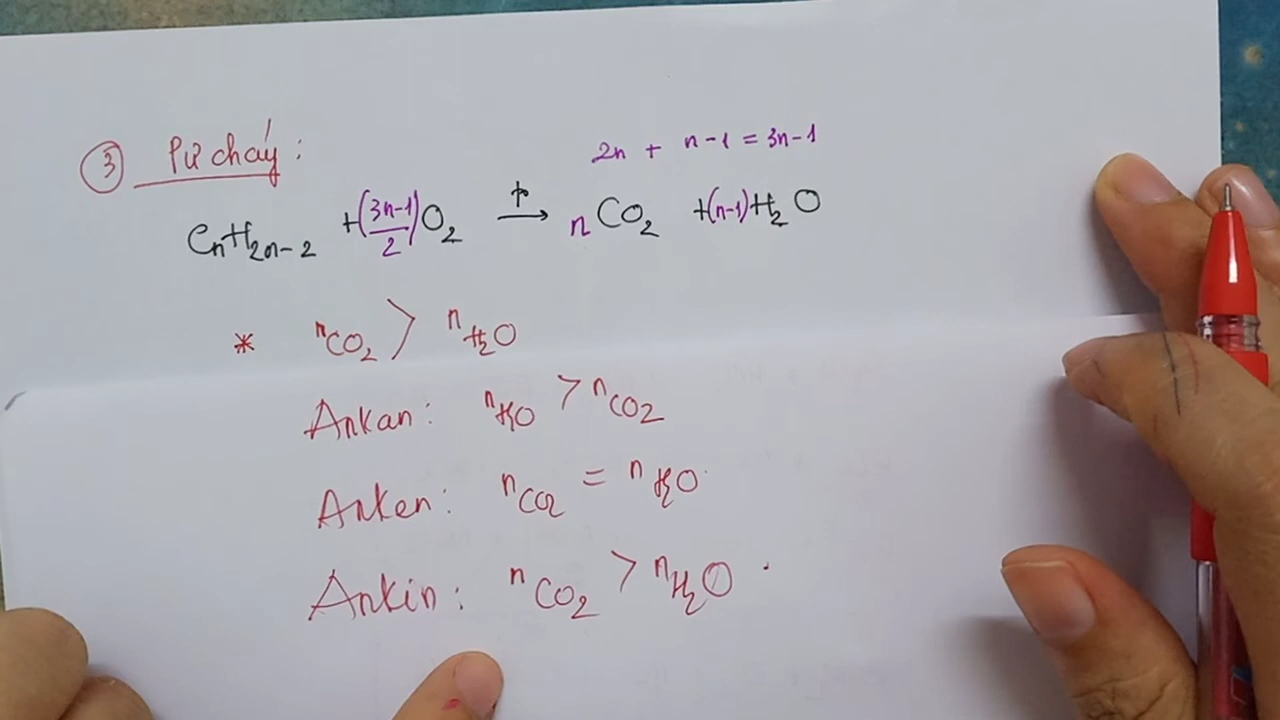 2n + n-1 = 3n-1
③ Pư cháy:
CnH2n-2 + (3n-1)/2 O2 →t° n CO2 + (n-1) H2O
* nCO2 > nH2O
Ankan: nH2O > nCO2
Anken: nCO2 = nH2O.
Ankin: nCO2 > nH2O.